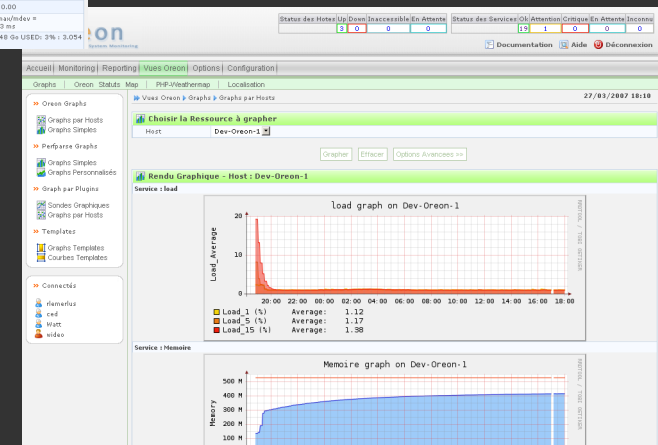 0.00
max/mdev =
3 ms
48 Go USED: 3% : 3.054
eon
System Monitoring
Status des Hotes Up Down Inaccessible En Attente
3 0 0 0
Status des Services Ok Attention Critique En Attente Inconnu
19 1 0 0 0
Documentation Aide Déconnexion
Accueil| Monitoring| Reporting| Vues Oreon| Options| Configuration|
Graphs | Oreon Statuts Map | PHP-Weathermap | Localisation
Vues Oreon Graphs Graphs par Hosts
27/03/2007 18:10
Oreon Graphs
Graphs par Hosts
Graphs Simples
Perfparse Graphs
Graphs Simples
Graphs Personnalisés
Graph par Plugins
Sondes Graphiques
Graphs par Hosts
Templates
Graphs Templates
Courbes Templates
Connectés
rlemerlus
ced
Watt
wideo
Choisir la Ressource à grapher
Host Dev-Oreon-1
Grapher Effacer Options Avancees >>
Rendu Graphique - Host : Dev-Oreon-1
Service : load
load graph on Dev-Oreon-1
RRDTOOL / TOBI OETIKER
Load_Average
20
10
0
20:00 22:00 00:00 02:00 04:00 06:00 08:00 10:00 12:00 14:00 16:00 18:00
Load_1 (%) Average: 1.12
Load_5 (%) Average: 1.17
Load_15 (%) Average: 1.38
Service : Memoire
Memoire graph on Dev-Oreon-1
RRDTOOL / TOBI OETIKER
Memory
500 M
400 M
300 M
200 M
100 M